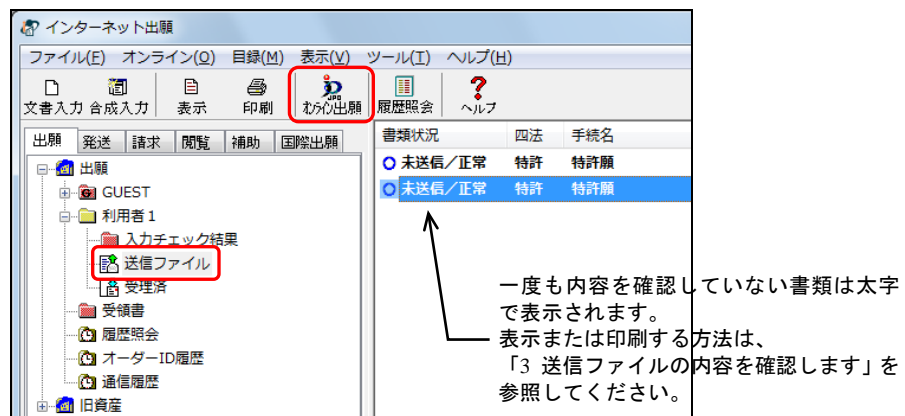 インターネット出願
ファイル(F) オンライン(O) 目録(M) 表示(V) ツール(T) ヘルプ(H)
文書入力 合成入力 表示 印刷 オンライン出願 履歴照会 ヘルプ
出願 発送 請求 閲覧 補助 国際出願
書類状況 四法 手続名
出願
未送信／正常 特許 特許願
GUEST
未送信／正常 特許 特許願
利用者1
入力チェック結果
送信ファイル
受理済
受領書
履歴照会
オーダーID履歴
通信履歴
旧資産
一度も内容を確認していない書類は太字
で表示されます。
表示または印刷する方法は、
「3 送信ファイルの内容を確認します」を
参照してください。